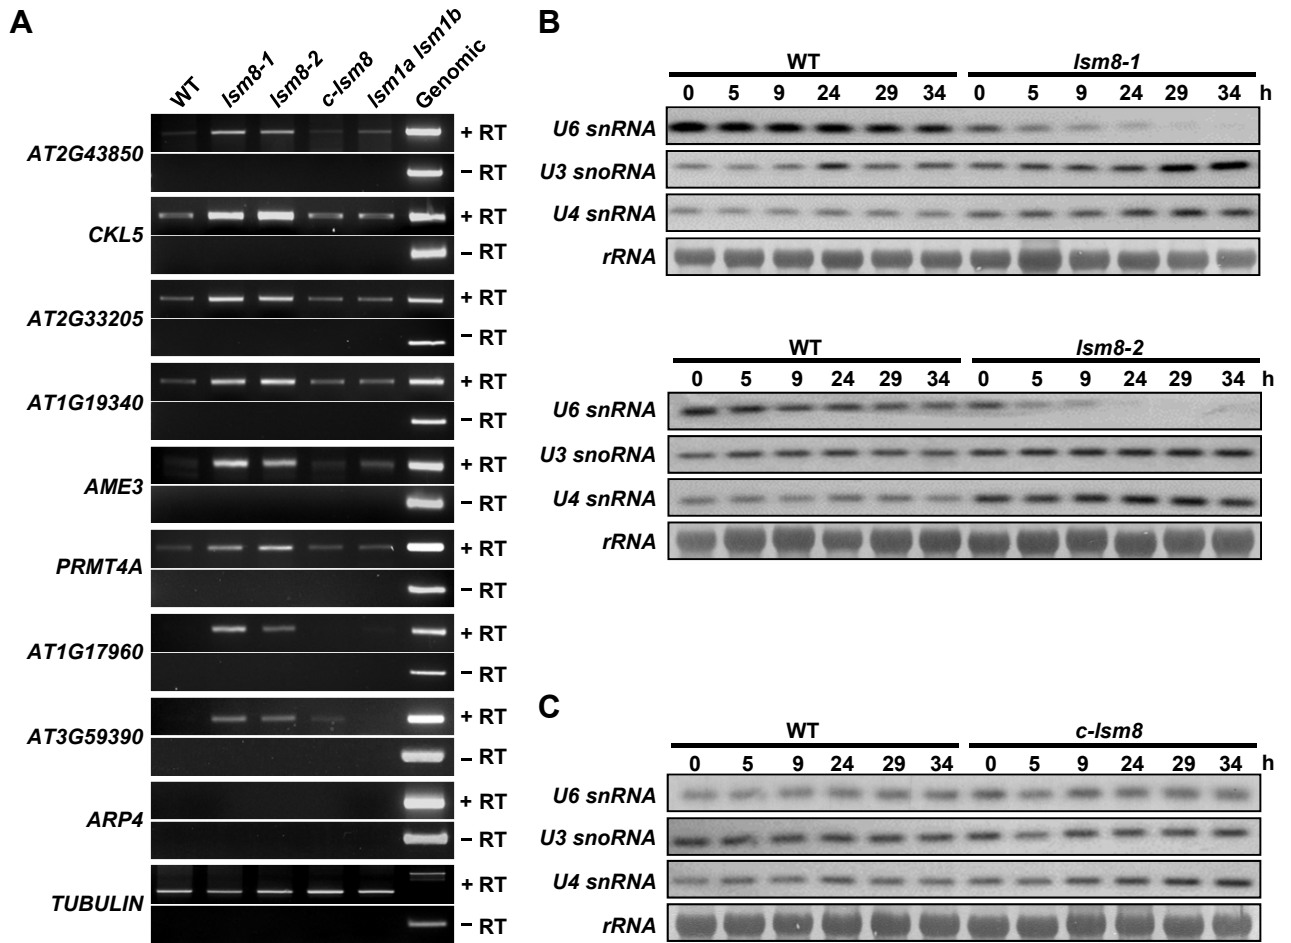 A
WT lsm8-1 lsm8-2 c-lsm8 lsm1a lsm1b Genomic
AT2G43850 + RT
– RT
CKL5 + RT
– RT
AT2G33205 + RT
– RT
AT1G19340 + RT
– RT
AME3 + RT
– RT
PRMT4A + RT
– RT
AT1G17960 + RT
– RT
AT3G59390 + RT
– RT
ARP4 + RT
– RT
TUBULIN + RT
– RT
B
WT lsm8-1
0 5 9 24 29 34 0 5 9 24 29 34 h
U6 snRNA
U3 snoRNA
U4 snRNA
rRNA
WT lsm8-2
0 5 9 24 29 34 0 5 9 24 29 34 h
U6 snRNA
U3 snoRNA
U4 snRNA
rRNA
C
WT c-lsm8
0 5 9 24 29 34 0 5 9 24 29 34 h
U6 snRNA
U3 snoRNA
U4 snRNA
rRNA